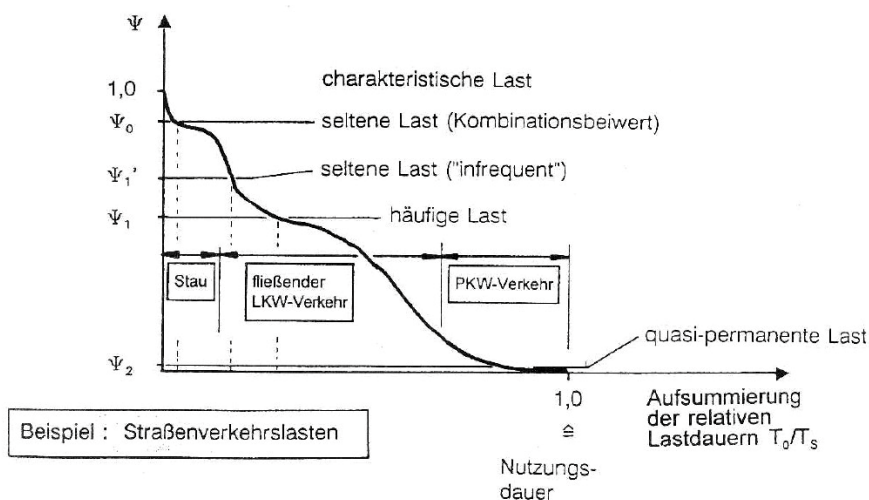 Ψ
1,0
charakteristische Last
Ψ₀
seltene Last (Kombinationsbeiwert)
Ψ₁'
seltene Last ("infrequent")
Ψ₁
häufige Last
Stau
fließender
LKW-Verkehr
PKW-Verkehr
quasi-permanente Last
Ψ₂
1,0
≙
Nutzungs-
dauer
Aufsummierung
der relativen
Lastdauern T₀/Tₛ
Beispiel : Straßenverkehrslasten